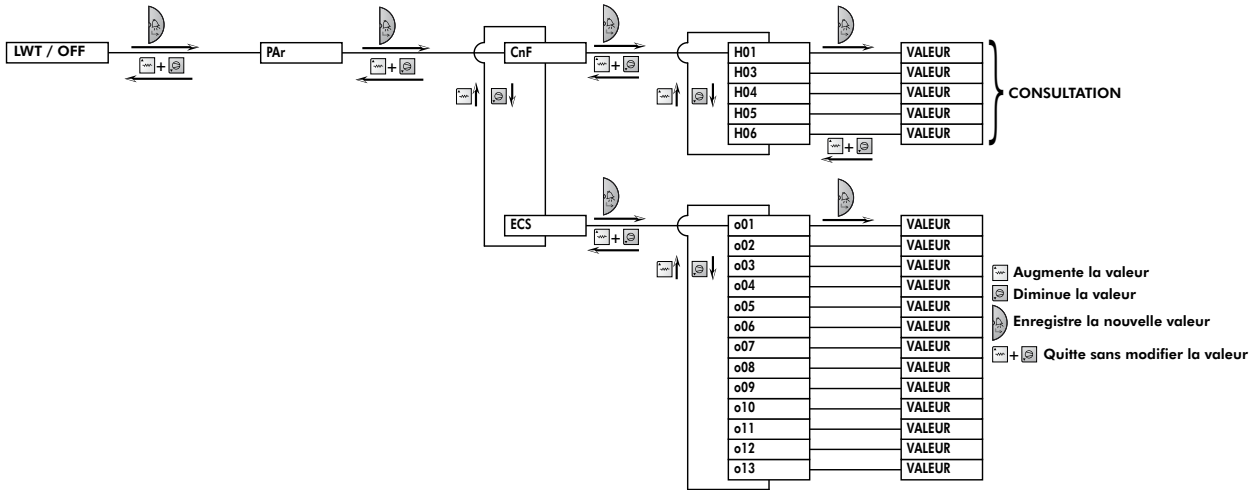 LWT / OFF
PAr
CnF
H01 VALEUR
H03 VALEUR
H04 VALEUR
H05 VALEUR
H06 VALEUR
CONSULTATION
+
+
+
+
ECS
+
o01 VALEUR
o02 VALEUR
o03 VALEUR
o04 VALEUR
o05 VALEUR
o06 VALEUR
o07 VALEUR
o08 VALEUR
o09 VALEUR
o10 VALEUR
o11 VALEUR
o12 VALEUR
o13 VALEUR
Augmente la valeur
Diminue la valeur
Enregistre la nouvelle valeur
+ Quitte sans modifier la valeur